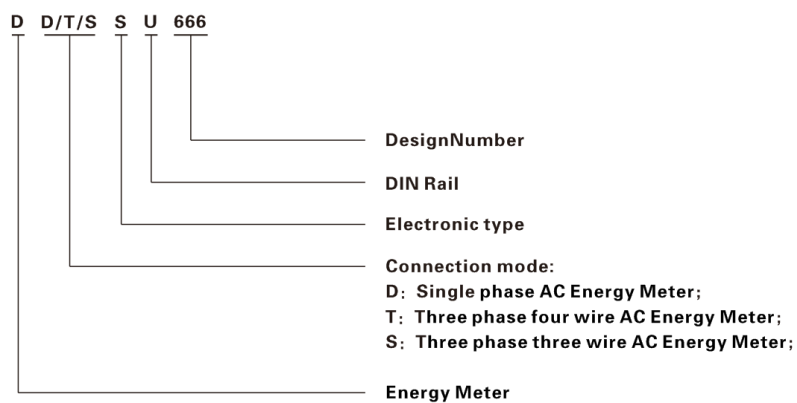 D D/T/S S U 666
DesignNumber
DIN Rail
Electronic type
Connection mode:
D: Single phase AC Energy Meter;
T: Three phase four wire AC Energy Meter;
S: Three phase three wire AC Energy Meter;
Energy Meter